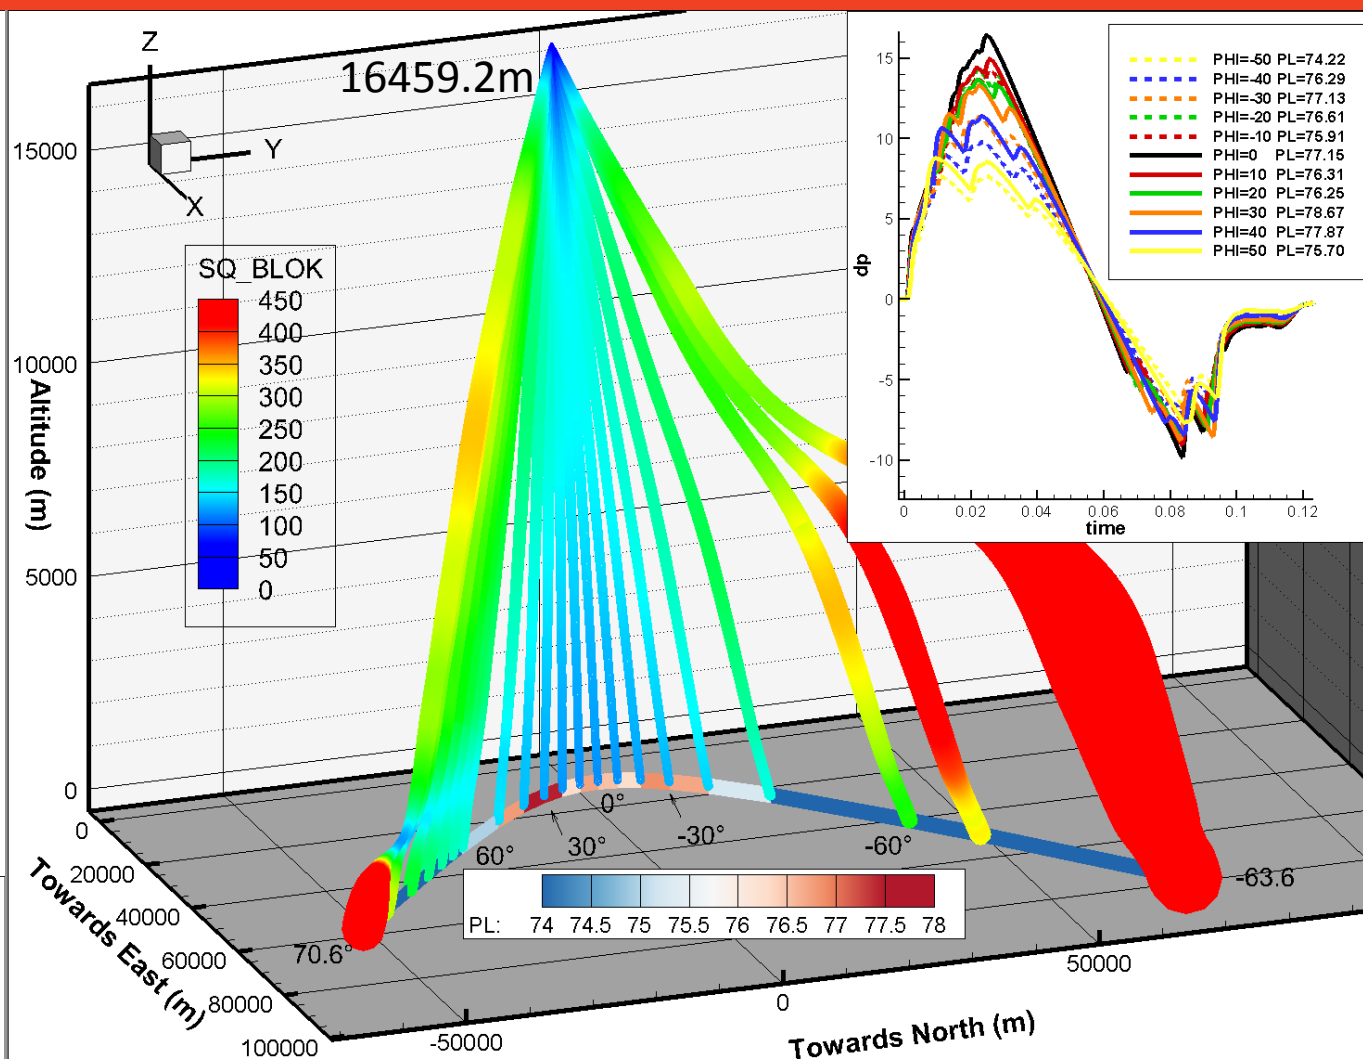 Z
Y
X
16459.2m
SQ_BLOK
450
400
350
300
250
200
150
100
50
0
15000
10000
5000
0
Altitude (m)
0
20000
40000
60000
80000
100000
Towards East (m)
-50000
0
50000
Towards North (m)
70.6°
60°
30°
0°
-30°
-60°
-63.6
PL: 74 74.5 75 75.5 76 76.5 77 77.5 78
15
10
5
0
-5
-10
dp
0 0.02 0.04 0.06 0.08 0.1 0.12
time
PHI=-50 PL=74.22
PHI=-40 PL=76.29
PHI=-30 PL=77.13
PHI=-20 PL=76.61
PHI=-10 PL=75.91
PHI=0 PL=77.15
PHI=10 PL=76.31
PHI=20 PL=76.25
PHI=30 PL=78.67
PHI=40 PL=77.87
PHI=50 PL=75.70